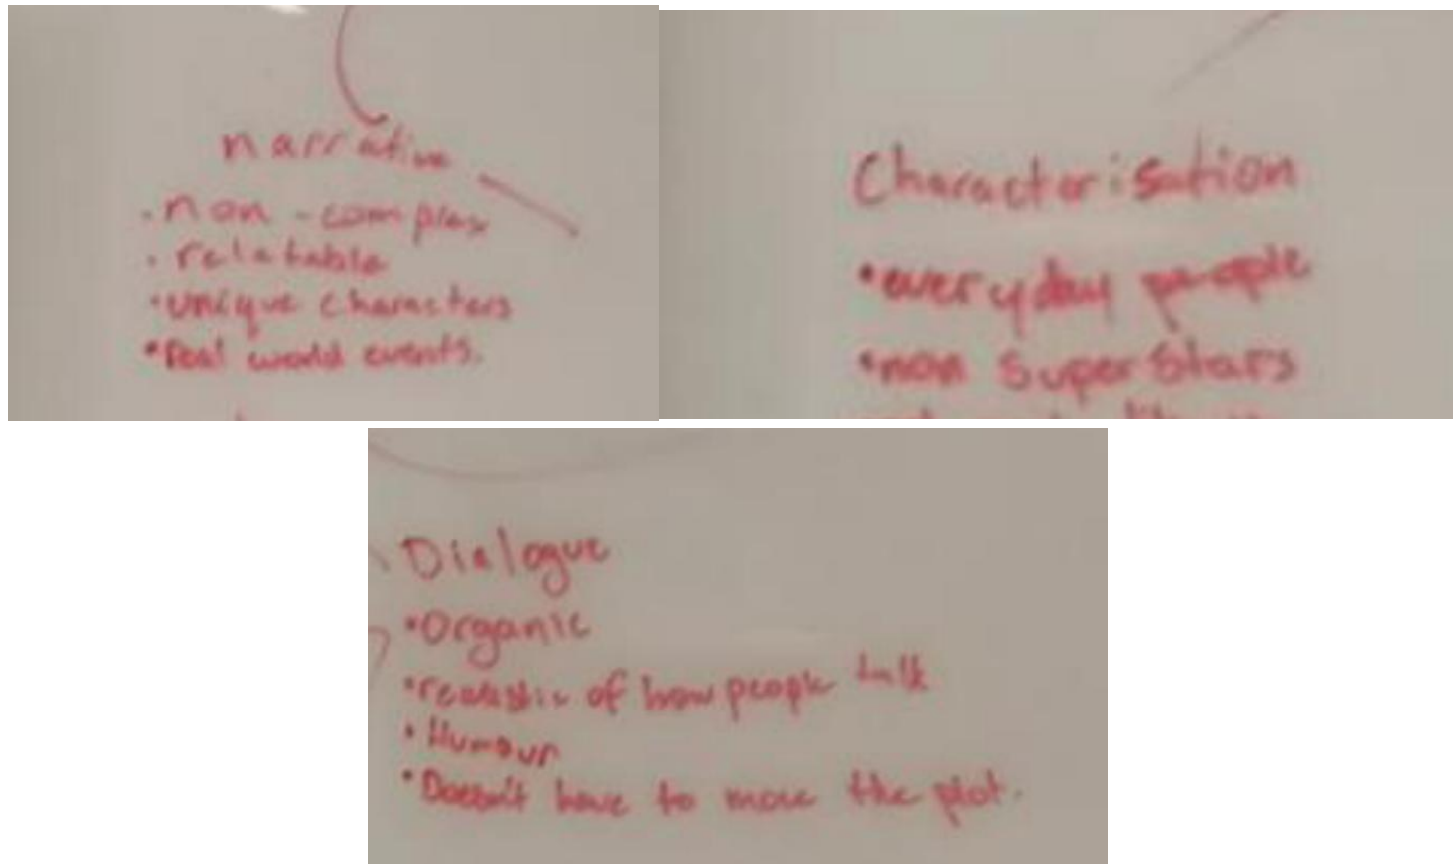 narrative
·non-complex
·relatable
•unique characters
•Real world events.
Characterisation
•everyday people
•non SuperStars
Dialogue
•Organic
•realistic of how people talk
•Humour
•Doesn't have to move the plot.